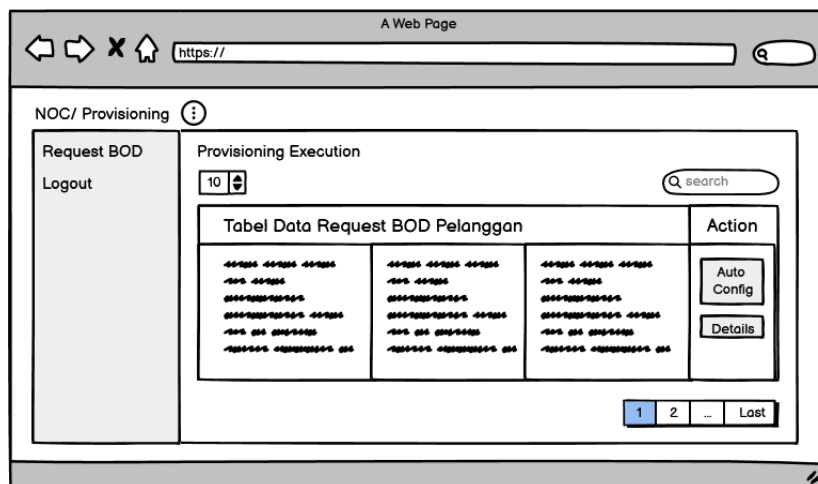 A Web Page
https://
NOC/ Provisioning
Request BOD
Logout
Provisioning Execution
10
search
Tabel Data Request BOD Pelanggan
Action
Auto
Config
Details
1 2 ... Last